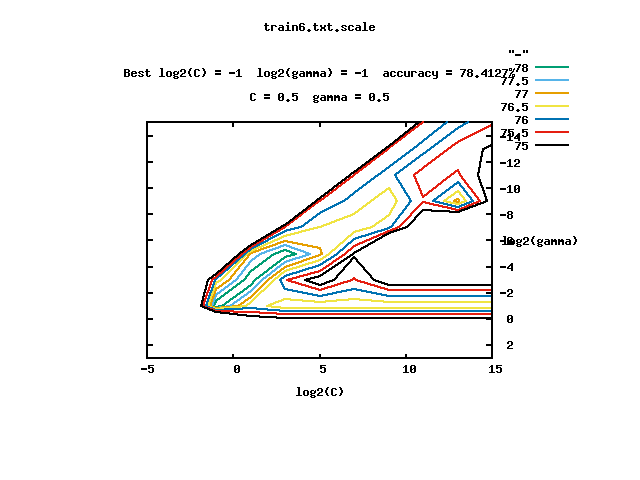 train6.txt.scale
"-"
Best log2(C) = -1 log2(gamma) = -1 accuracy = 78.4127%
78
77.5
C = 0.5 gamma = 0.5
77
76.5
76
75.5
75
-14
-12
-10
-8
-6
log2(gamma)
-4
-2
0
2
-5 0 5 10 15
log2(C)